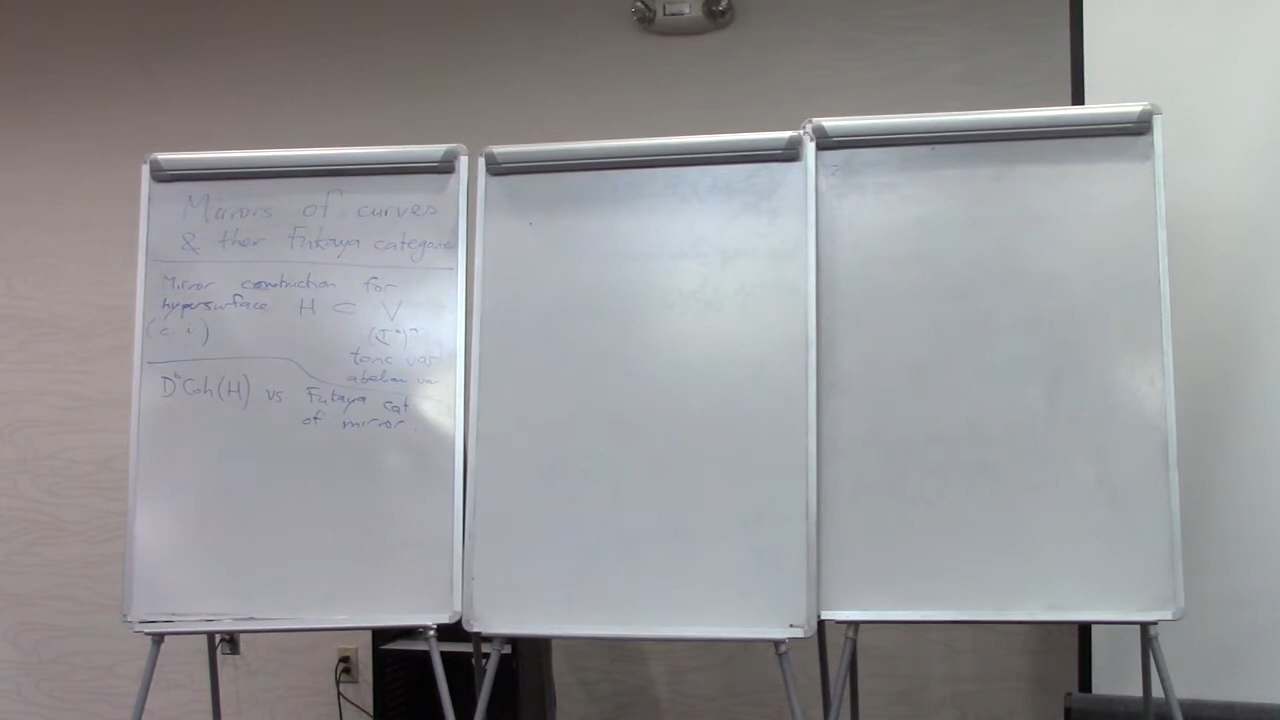 Mirrors of curves
& ther Fukaya categories
Mirror construction for
hypersurface H ⊂ V
(c. i.) (ℂ*)ⁿ
toric var
abelian var
DᵇCoh(H) vs Fukaya cat
of mirror